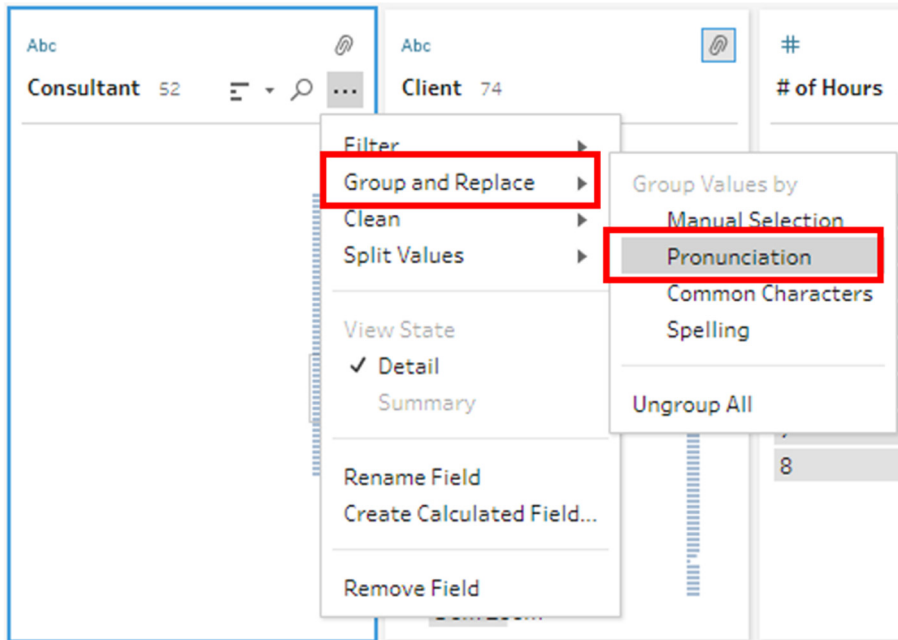 Abc
Consultant 52
Abc
Client 74
#
# of Hours
Filter
Group and Replace
Clean
Split Values
View State
Detail
Summary
Rename Field
Create Calculated Field...
Remove Field
Group Values by
Manual Selection
Pronunciation
Common Characters
Spelling
Ungroup All
8